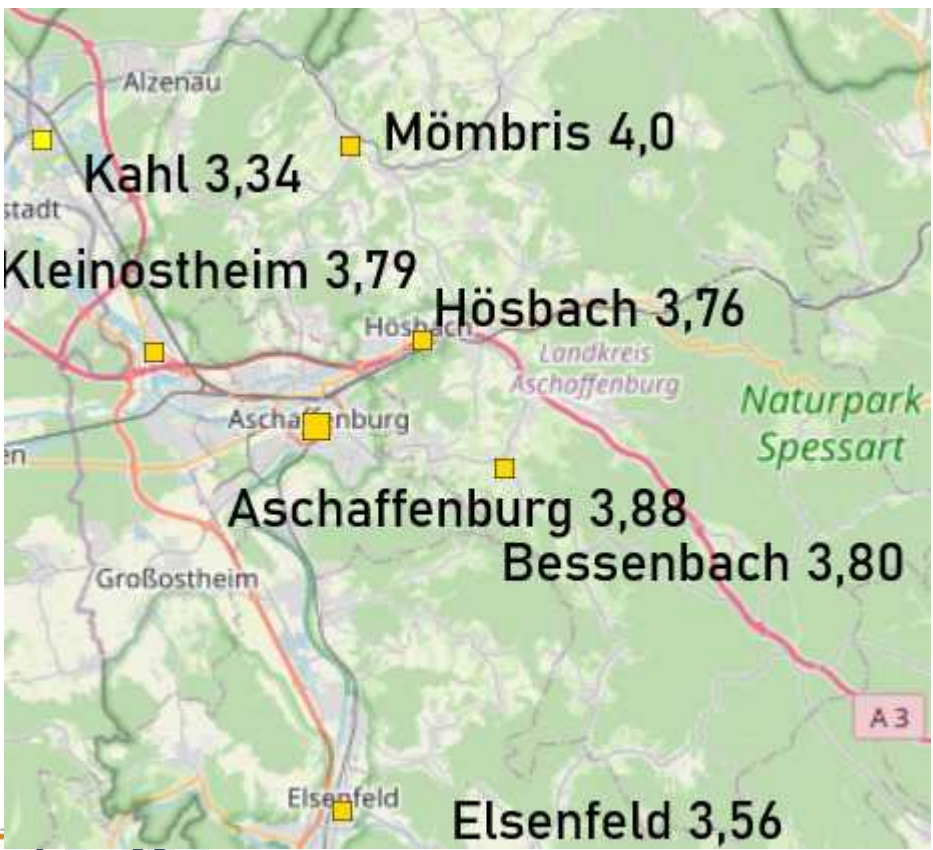 Alzenau
Mömbris 4,0
Kahl 3,34
stadt
Kleinostheim 3,79
Hösbach 3,76
Hösbach
Landkreis
Aschaffenburg
Naturpark
Spessart
Aschaffenburg
en
Aschaffenburg 3,88
Bessenbach 3,80
Großostheim
A 3
Elsenfeld
Elsenfeld 3,56